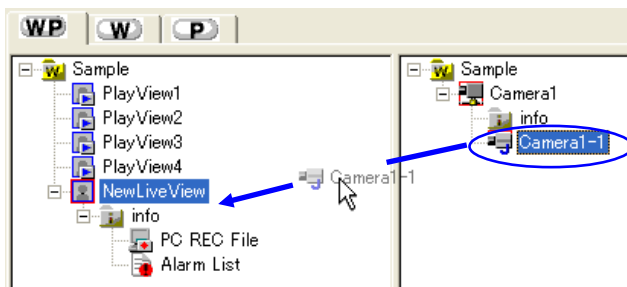 WP W P
Sample
PlayView1
PlayView2
PlayView3
PlayView4
NewLiveView
info
PC REC File
Alarm List
Camera1-1
Sample
Camera1
info
Camera1-1